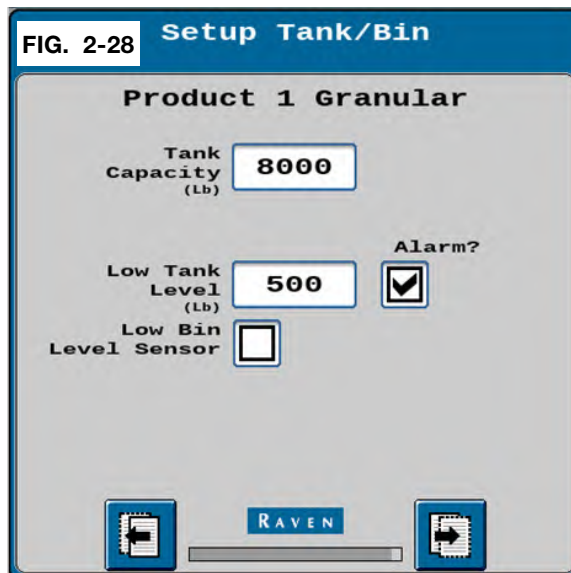 FIG. 2-28
Setup Tank/Bin
Product 1 Granular
Tank
Capacity
(Lb)
8000
Alarm?
Low Tank
Level
(Lb)
500
Low Bin
Level Sensor
RAVEN